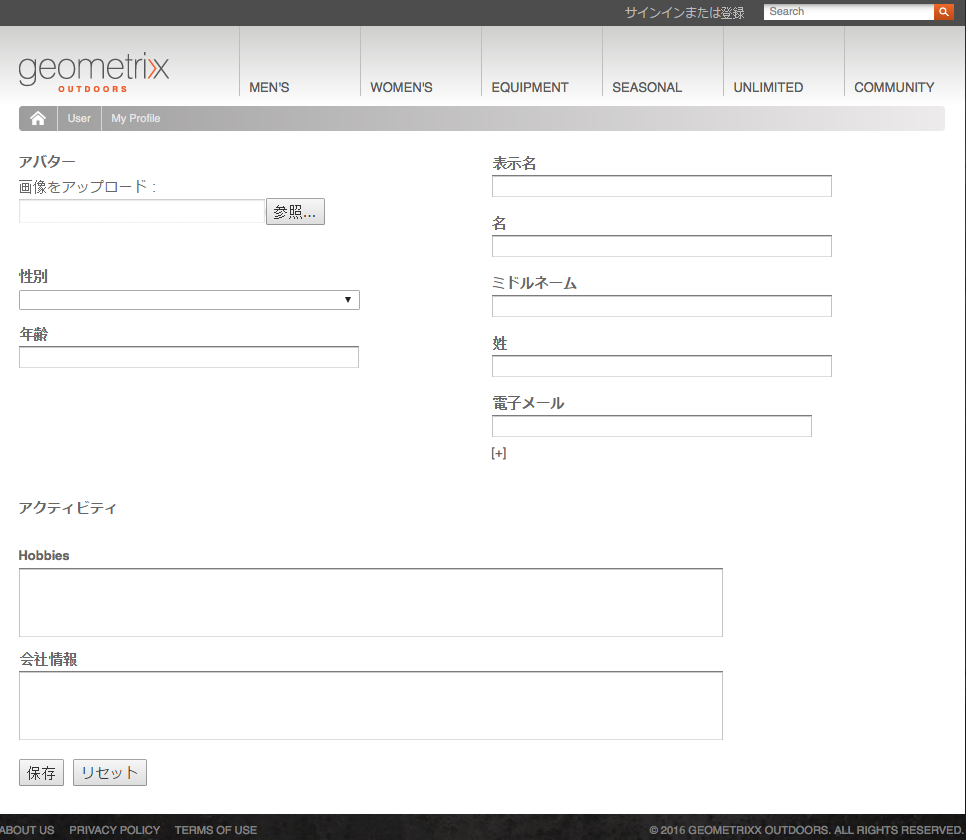 サインインまたは登録
Search
geometrixx
OUTDOORS
MEN'S
WOMEN'S
EQUIPMENT
SEASONAL
UNLIMITED
COMMUNITY
User
My Profile
アバター
画像をアップロード :
参照...
性別
年齢
表示名
名
ミドルネーム
姓
電子メール
[+]
アクティビティ
Hobbies
会社情報
保存
リセット
ABOUT US
PRIVACY POLICY
TERMS OF USE
© 2016 GEOMETRIXX OUTDOORS. ALL RIGHTS RESERVED.